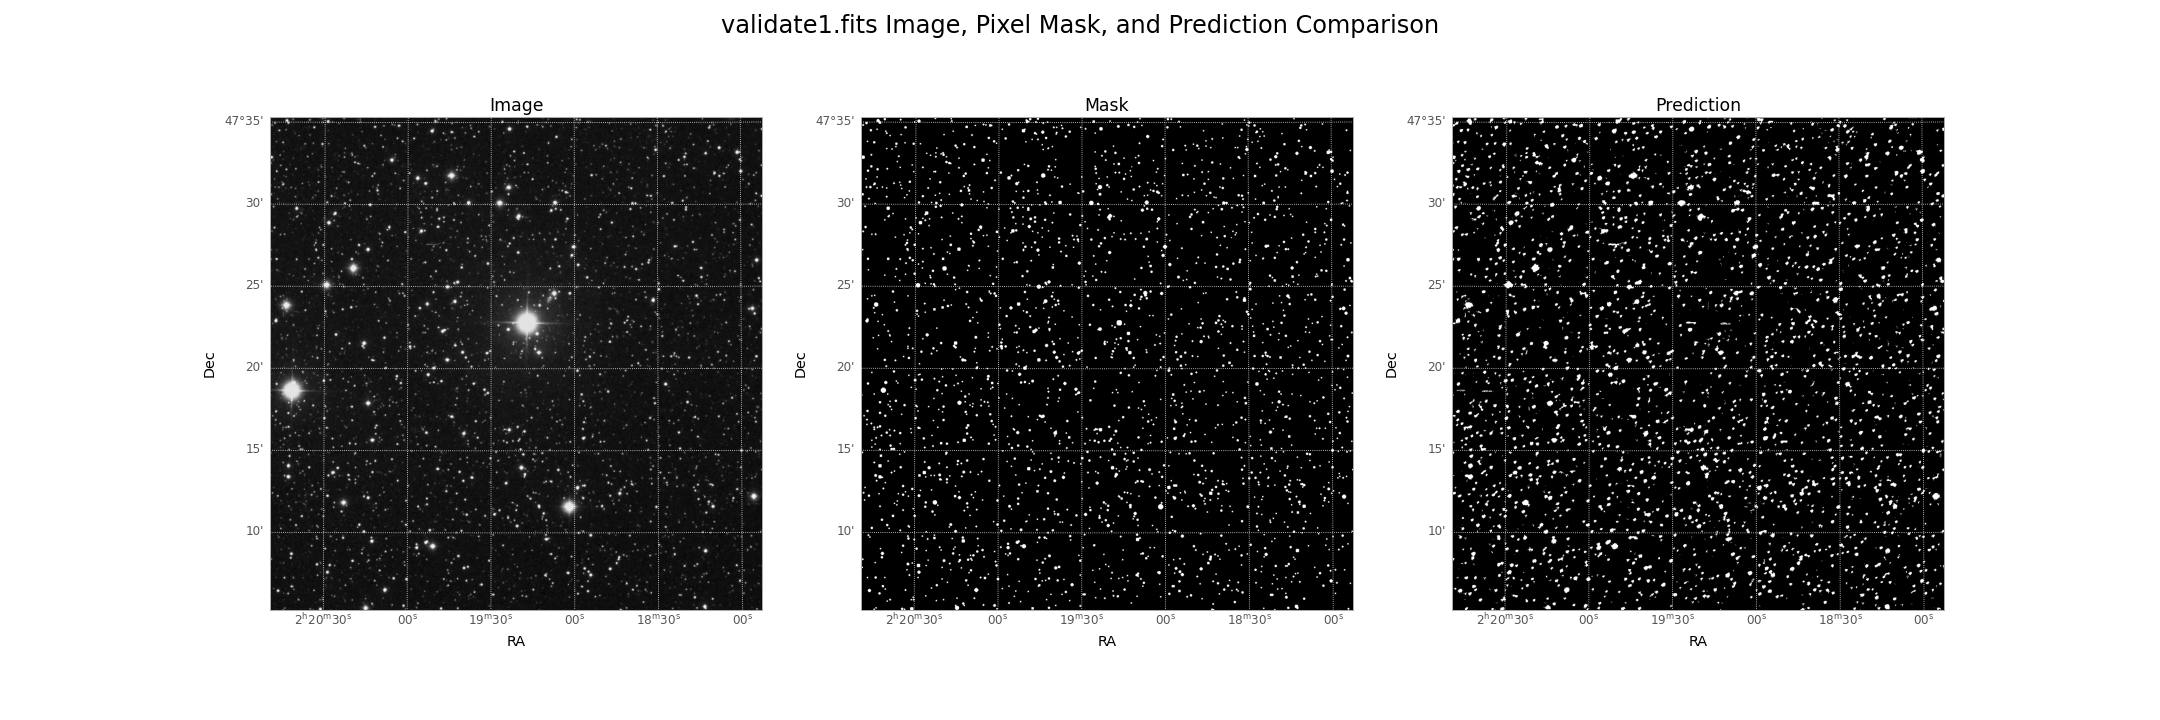 validate1.fits Image, Pixel Mask, and Prediction Comparison
Image
47°35'
30'
25'
20'
15'
10'
Dec
2h20m30s 00s 19m30s 00s 18m30s 00s
RA
Mask
47°35'
30'
25'
20'
15'
10'
Dec
2h20m30s 00s 19m30s 00s 18m30s 00s
RA
Prediction
47°35'
30'
25'
20'
15'
10'
Dec
2h20m30s 00s 19m30s 00s 18m30s 00s
RA